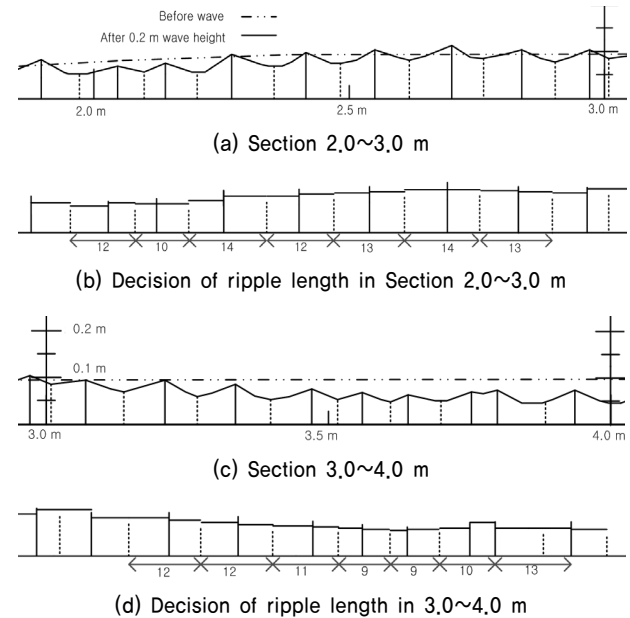 Before wave
After 0.2 m wave height
2.0 m 2.5 m 3.0 m
(a) Section 2.0~3.0 m
12 10 14 12 13 14 13
(b) Decision of ripple length in Section 2.0~3.0 m
0.2 m
0.1 m
3.0 m 3.5 m 4.0 m
(c) Section 3.0~4.0 m
12 12 11 9 9 10 13
(d) Decision of ripple length in 3.0~4.0 m